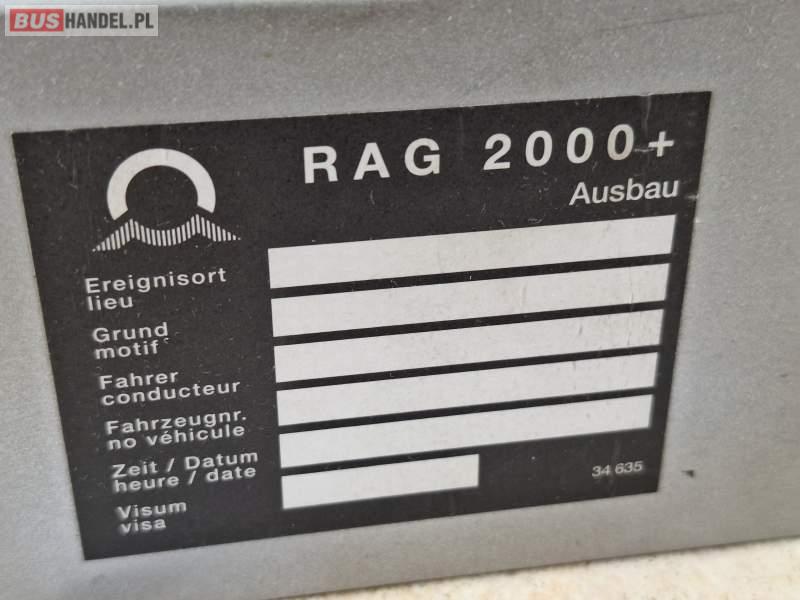 BUSHANDEL.PL
RAG 2000+
Ausbau
Ereignisort
lieu
Grund
motif
Fahrer
conducteur
Fahrzeugnr.
no véhicule
Zeit / Datum
heure / date
Visum
visa
34 635